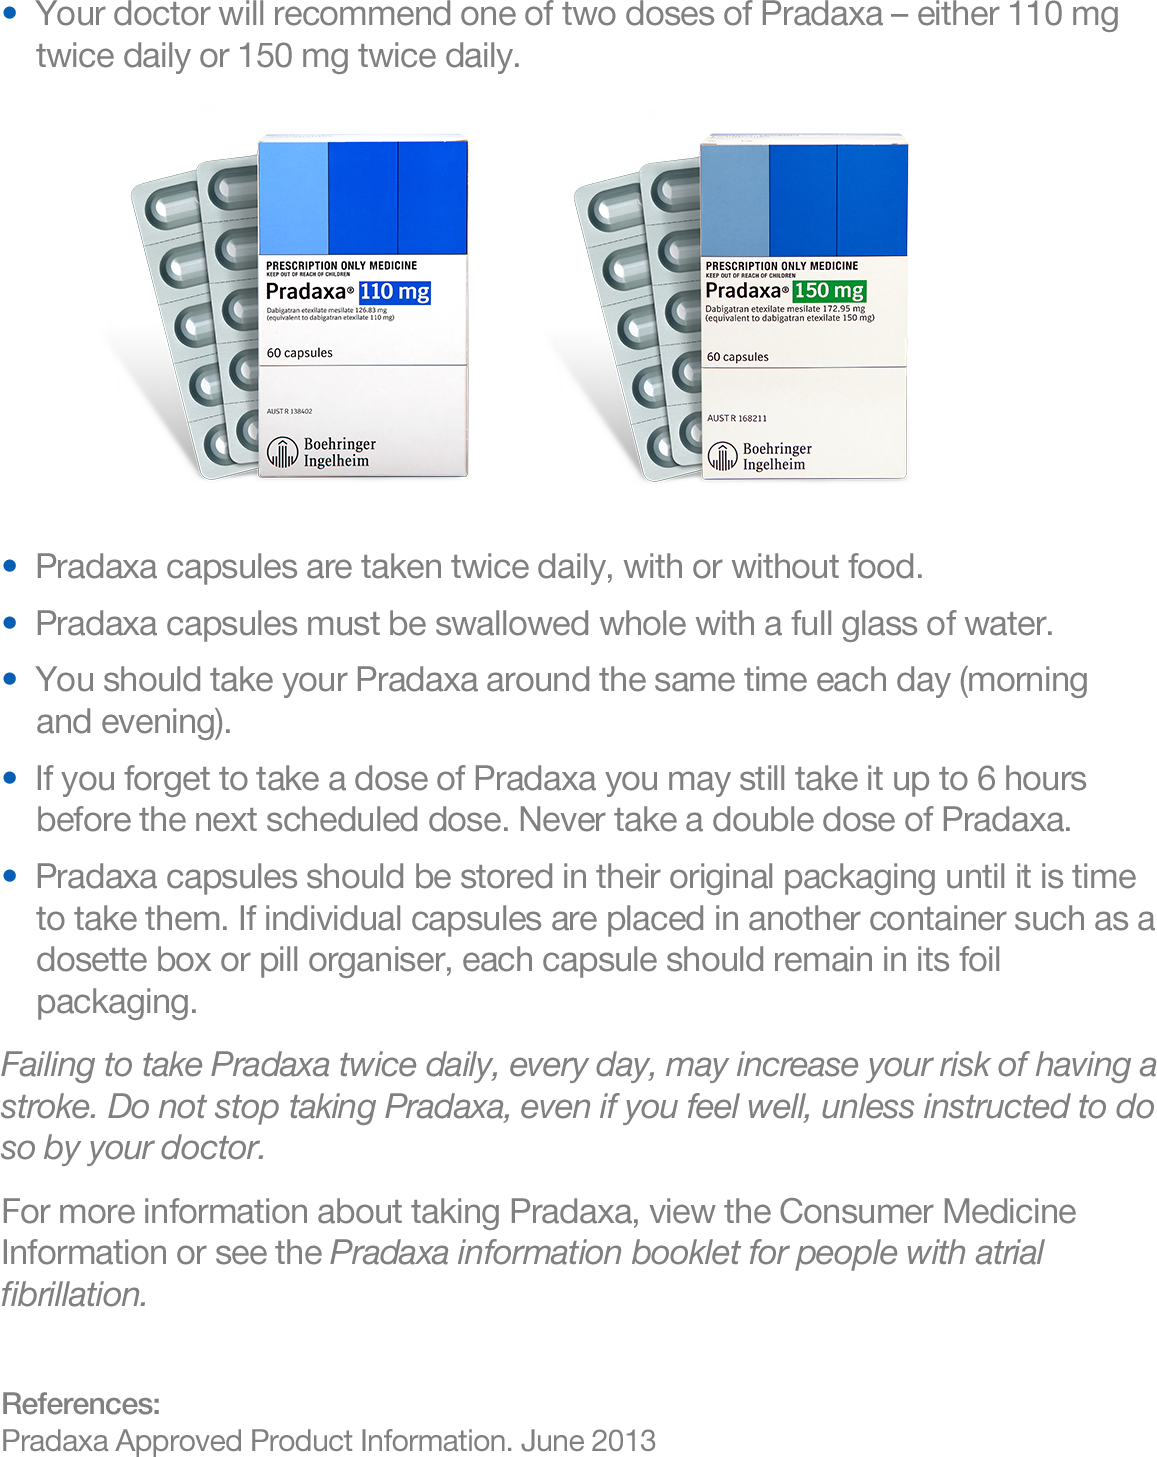 • Your doctor will recommend one of two doses of Pradaxa – either 110 mg
twice daily or 150 mg twice daily.
PRESCRIPTION ONLY MEDICINE
KEEP OUT OF REACH OF CHILDREN
Pradaxa® 110 mg
Dabigatran etexilate mesilate 126.83 mg
(equivalent to dabigatran etexilate 110 mg)
60 capsules
AUST R 138402
Boehringer
Ingelheim
PRESCRIPTION ONLY MEDICINE
KEEP OUT OF REACH OF CHILDREN
Pradaxa® 150 mg
Dabigatran etexilate mesilate 172.95 mg
(equivalent to dabigatran etexilate 150 mg)
60 capsules
AUST R 168211
Boehringer
Ingelheim
• Pradaxa capsules are taken twice daily, with or without food.
• Pradaxa capsules must be swallowed whole with a full glass of water.
• You should take your Pradaxa around the same time each day (morning
and evening).
• If you forget to take a dose of Pradaxa you may still take it up to 6 hours
before the next scheduled dose. Never take a double dose of Pradaxa.
• Pradaxa capsules should be stored in their original packaging until it is time
to take them. If individual capsules are placed in another container such as a
dosette box or pill organiser, each capsule should remain in its foil
packaging.
Failing to take Pradaxa twice daily, every day, may increase your risk of having a
stroke. Do not stop taking Pradaxa, even if you feel well, unless instructed to do
so by your doctor.
For more information about taking Pradaxa, view the Consumer Medicine
Information or see the Pradaxa information booklet for people with atrial
fibrillation.
References:
Pradaxa Approved Product Information. June 2013